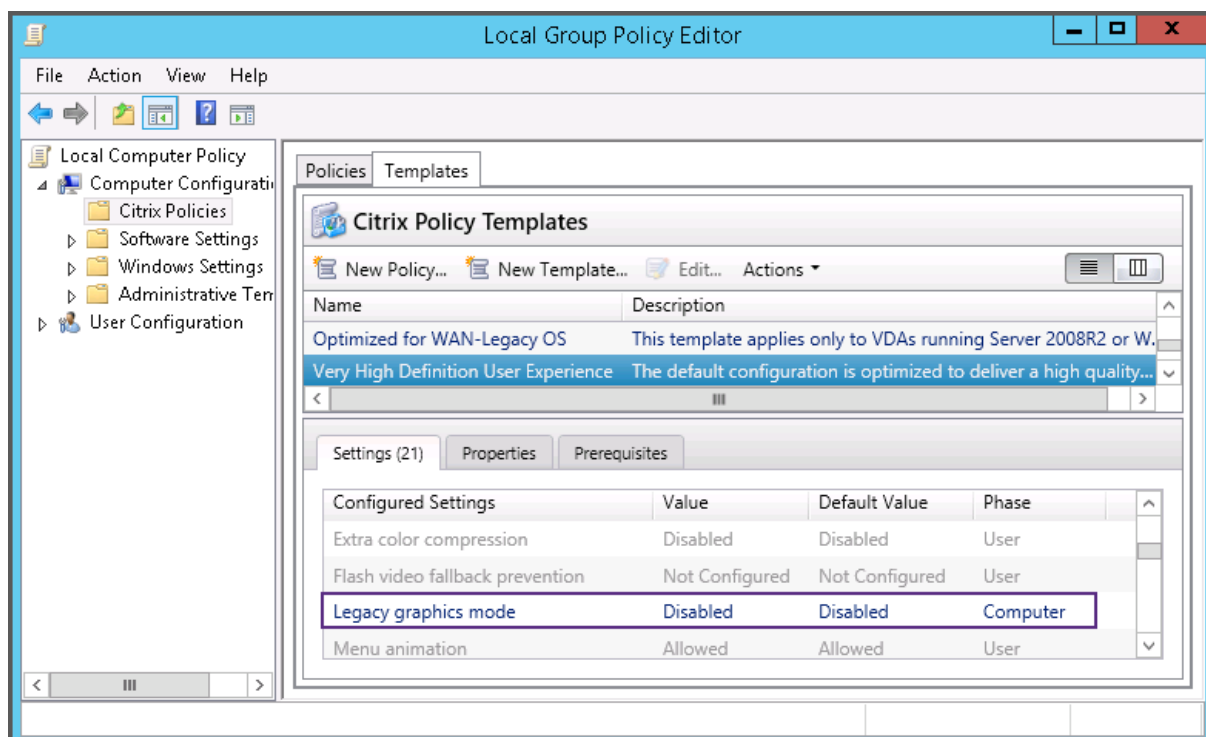 Local Group Policy Editor
File Action View Help
Local Computer Policy
Computer Configurati
Citrix Policies
Software Settings
Windows Settings
Administrative Tem
User Configuration
Policies Templates
Citrix Policy Templates
New Policy... New Template... Edit... Actions
Name Description
Optimized for WAN-Legacy OS This template applies only to VDAs running Server 2008R2 or W.
Very High Definition User Experience The default configuration is optimized to deliver a high quality...
Settings (21) Properties Prerequisites
Configured Settings Value Default Value Phase
Extra color compression Disabled Disabled User
Flash video fallback prevention Not Configured Not Configured User
Legacy graphics mode Disabled Disabled Computer
Menu animation Allowed Allowed User